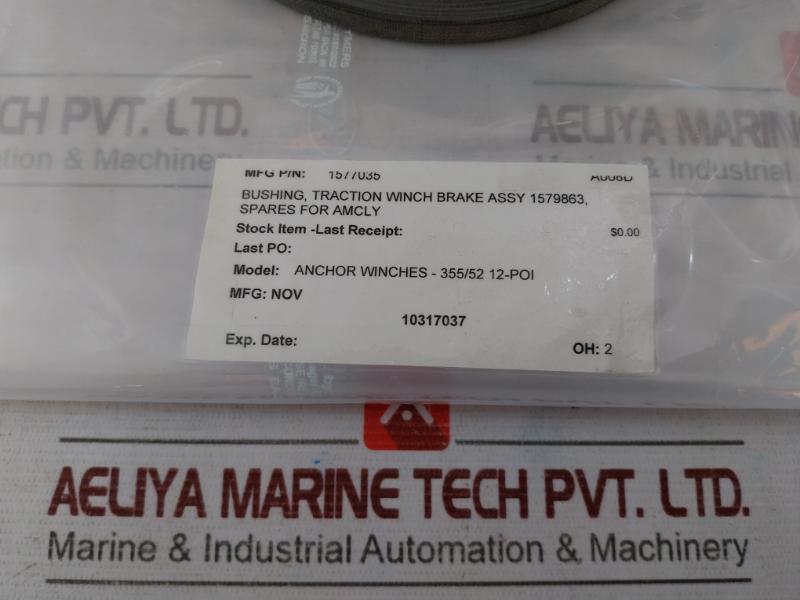 CH PVT. LTD.
ation & Machinery
AELIYA MARINE
Marine & Industrial
MFG P/N: 1577035 A006D
BUSHING, TRACTION WINCH BRAKE ASSY 1579863,
SPARES FOR AMCLY
Stock Item -Last Receipt: $0.00
Last PO:
Model: ANCHOR WINCHES - 355/52 12-POI
MFG: NOV
10317037
Exp. Date: OH: 2
AELIYA MARINE TECH PVT. LTD.
Marine & Industrial Automation & Machinery